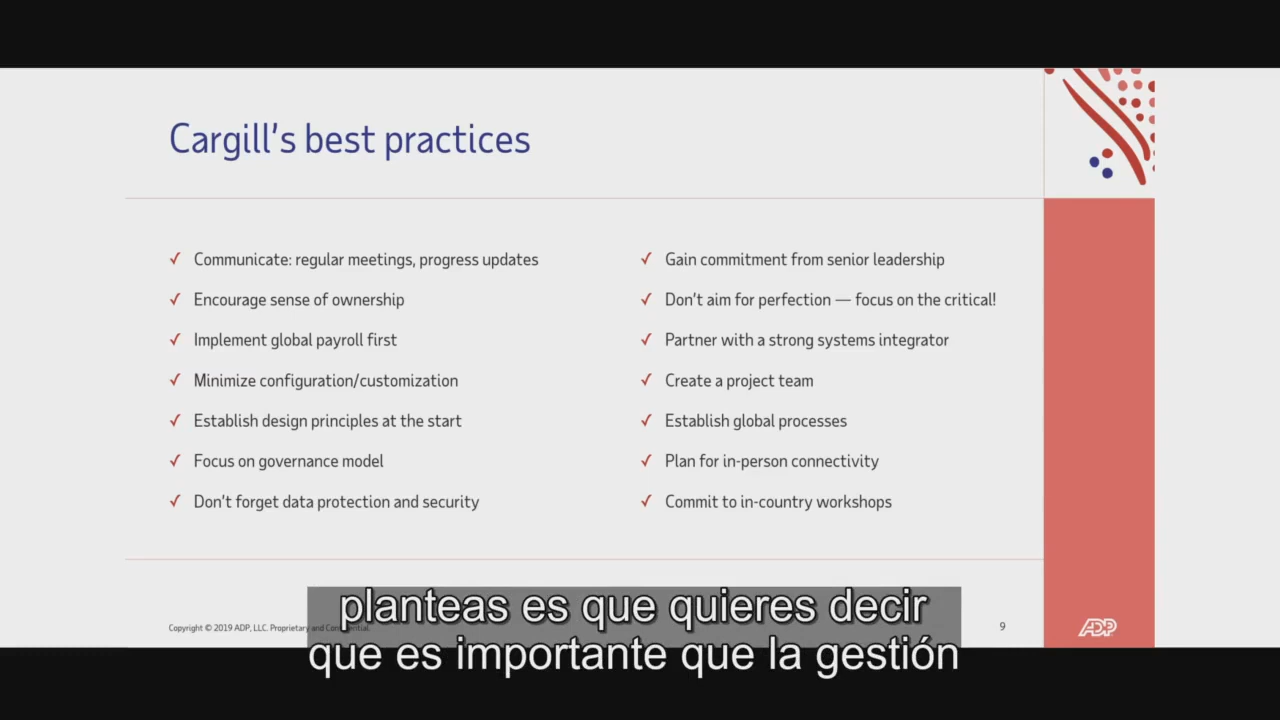 Cargill's best practices
✓ Communicate: regular meetings, progress updates
✓ Encourage sense of ownership
✓ Implement global payroll first
✓ Minimize configuration/customization
✓ Establish design principles at the start
✓ Focus on governance model
✓ Don't forget data protection and security
✓ Gain commitment from senior leadership
✓ Don't aim for perfection — focus on the critical!
✓ Partner with a strong systems integrator
✓ Create a project team
✓ Establish global processes
✓ Plan for in-person connectivity
✓ Commit to in-country workshops
Copyright © 2019 ADP, LLC. Proprietary and Confidential.
9
ADP
planteas es que quieres decir
que es importante que la gestión